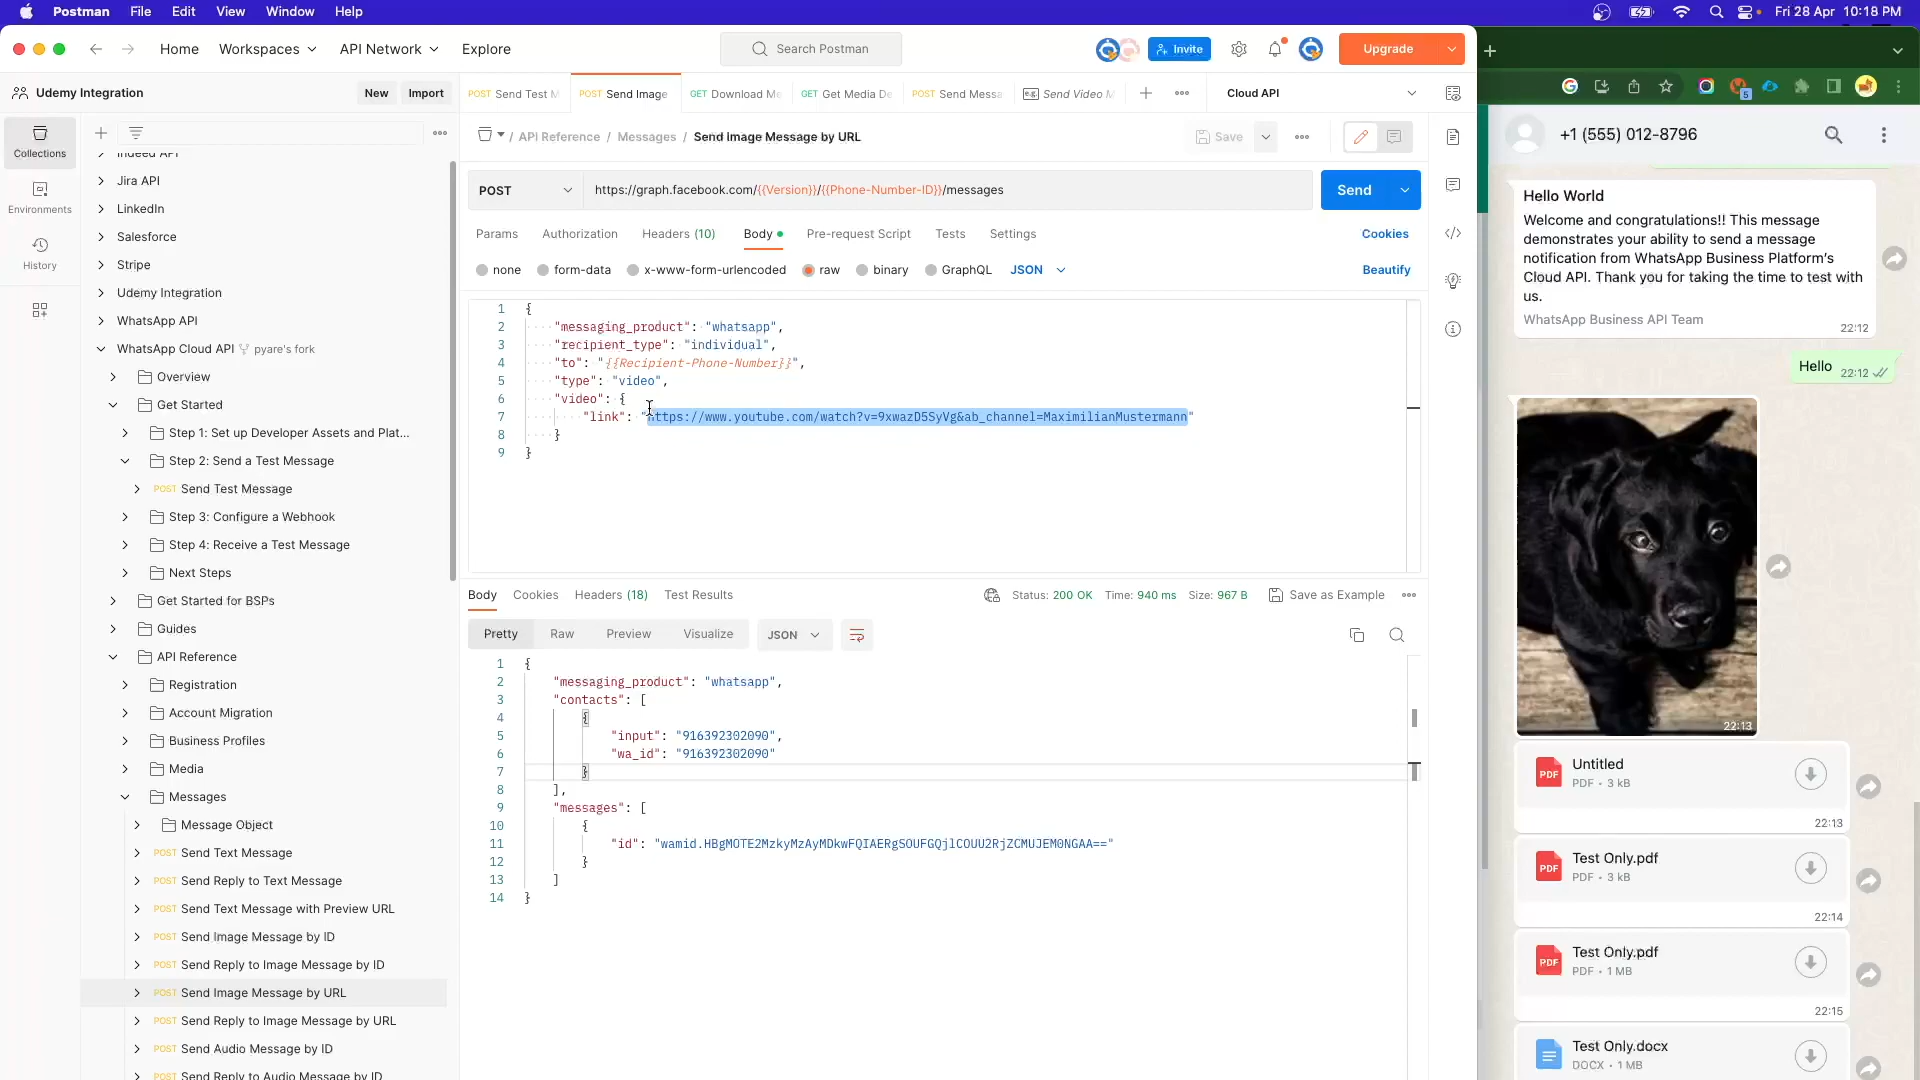 Postman File Edit View Window Help
Fri 28 Apr 10:18 PM
Home Workspaces API Network Explore
Search Postman
Invite
Upgrade
Udemy Integration
New Import
POST Send Test M
POST Send Image
GET Download Me
GET Get Media De
POST Send Messa
Send Video M
Cloud API
Collections
Environments
History
Indeed API
Jira API
LinkedIn
Salesforce
Stripe
Udemy Integration
WhatsApp API
WhatsApp Cloud API pyare's fork
Overview
Get Started
Step 1: Set up Developer Assets and Plat...
Step 2: Send a Test Message
POST Send Test Message
Step 3: Configure a Webhook
Step 4: Receive a Test Message
Next Steps
Get Started for BSPs
Guides
API Reference
Registration
Account Migration
Business Profiles
Media
Messages
Message Object
POST Send Text Message
POST Send Reply to Text Message
POST Send Text Message with Preview URL
POST Send Image Message by ID
POST Send Reply to Image Message by ID
POST Send Image Message by URL
POST Send Reply to Image Message by URL
POST Send Audio Message by ID
POST Send Reply to Audio Message by ID
/ API Reference / Messages / Send Image Message by URL
Save
POST https://graph.facebook.com/{{Version}}/{{Phone-Number-ID}}/messages
Send
Params Authorization Headers (10) Body Pre-request Script Tests Settings Cookies
none form-data x-www-form-urlencoded raw binary GraphQL JSON Beautify
1 {
2 "messaging_product": "whatsapp",
3 "recipient_type": "individual",
4 "to": "{{Recipient-Phone-Number}}",
5 "type": "video",
6 "video": {
7 "link": "https://www.youtube.com/watch?v=9xwazD5SyVg&ab_channel=MaximilianMustermann"
8 }
9 }
Body Cookies Headers (18) Test Results
Status: 200 OK Time: 940 ms Size: 967 B Save as Example
Pretty Raw Preview Visualize JSON
1 {
2 "messaging_product": "whatsapp",
3 "contacts": [
4 {
5 "input": "916392302090",
6 "wa_id": "916392302090"
7 }
8 ],
9 "messages": [
10 {
11 "id": "wamid.HBgMOTE2MzkyMzAyMDkwFQIAERgSOUFGQjlCOUU2RjZCMUJEM0NGAA=="
12 }
13 ]
14 }
5
+1 (555) 012-8796
Hello World
Welcome and congratulations!! This message
demonstrates your ability to send a message
notification from WhatsApp Business Platform's
Cloud API. Thank you for taking the time to test with
us.
WhatsApp Business API Team
22:12
Hello 22:12
22:13
PDF Untitled
PDF • 3 kB
22:13
PDF Test Only.pdf
PDF • 3 kB
22:14
PDF Test Only.pdf
PDF • 1 MB
22:15
Test Only.docx
DOCX • 1 MB